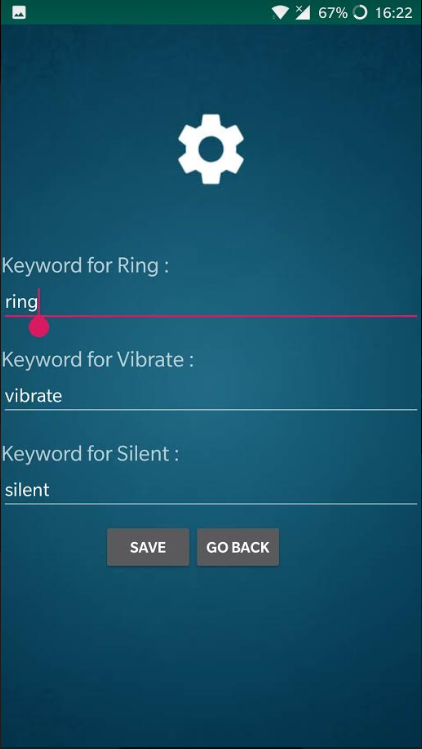 67% 16:22
Keyword for Ring :
ring
Keyword for Vibrate :
vibrate
Keyword for Silent :
silent
SAVE GO BACK